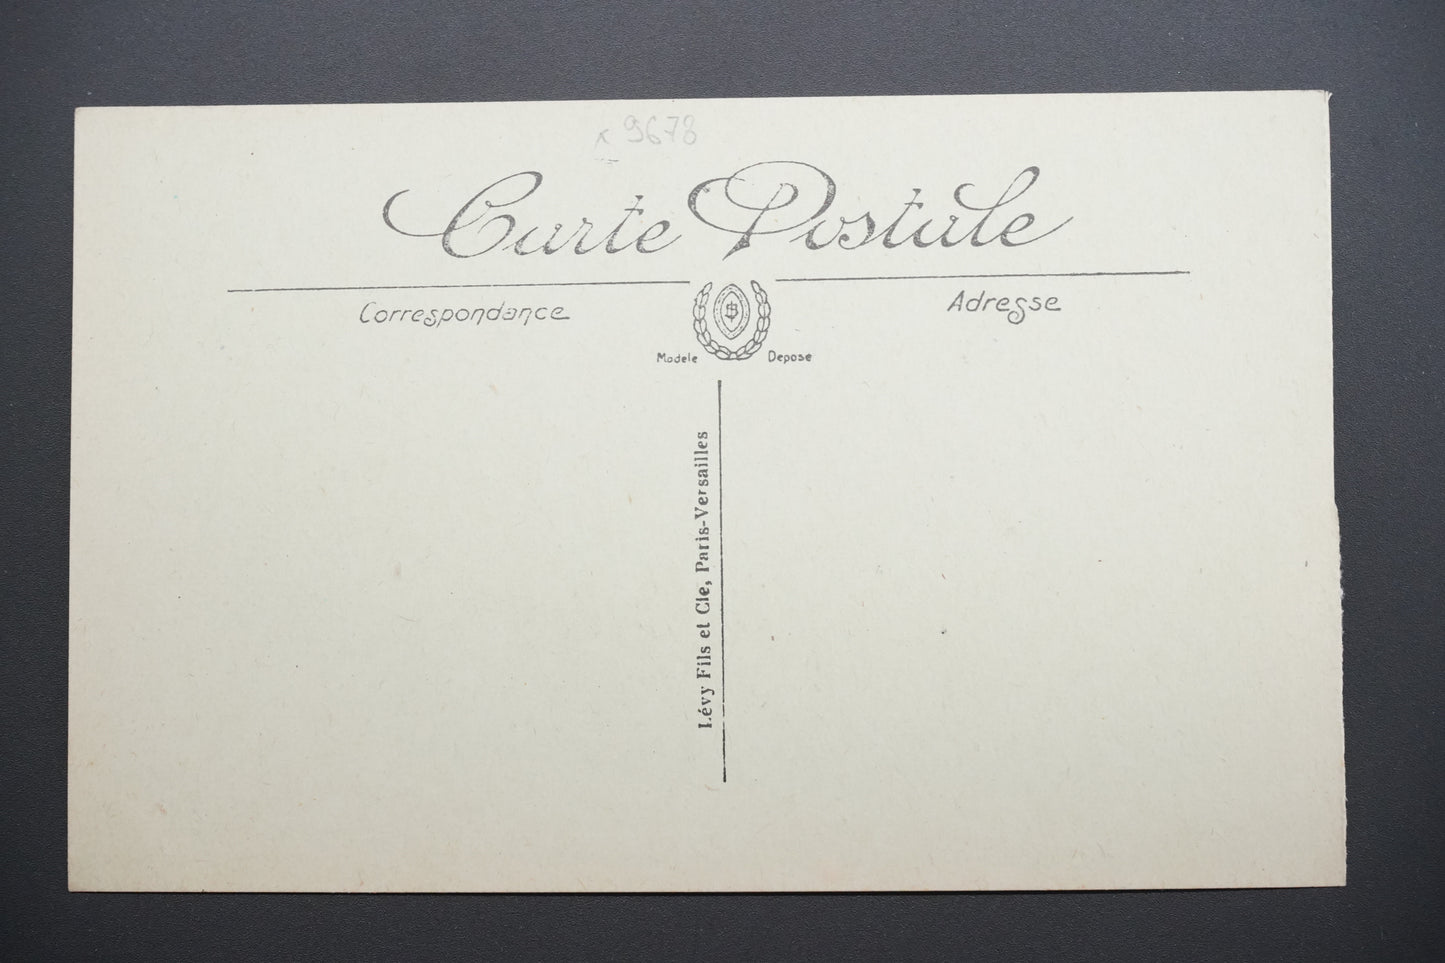 x 9678
Carte Postale
Correspondance
Adresse
Modele Depose
Lévy Fils et Cie, Paris-Versailles